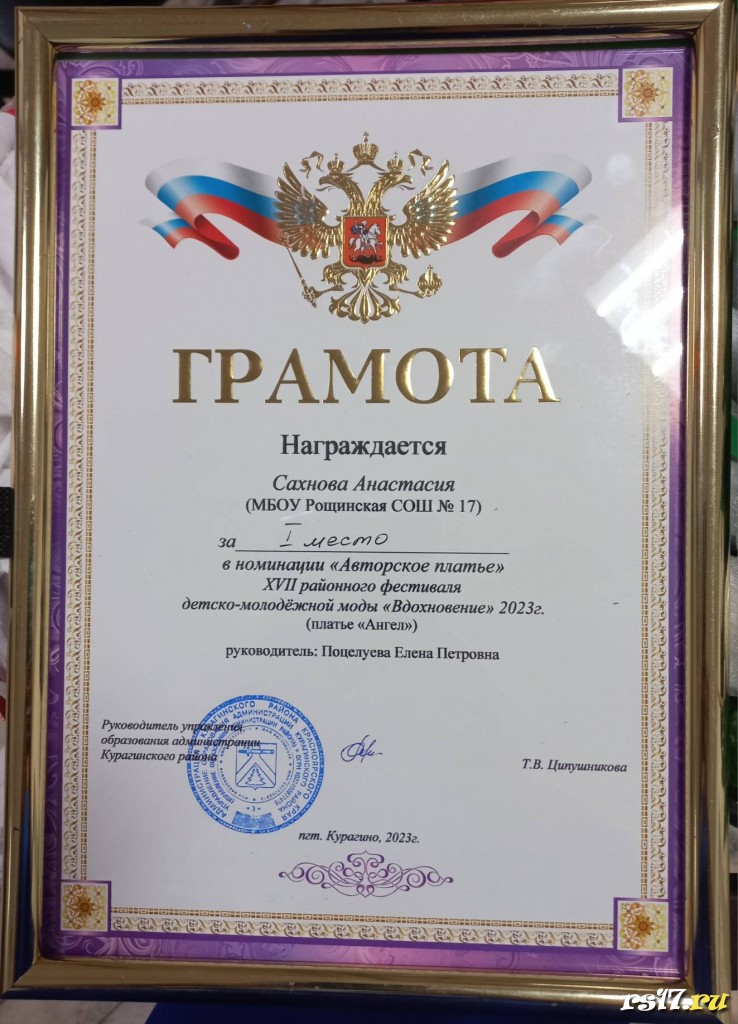 ГРАМОТА
Награждается
Сахнова Анастасия
(МБОУ Рощинская СОШ № 17)
за I место
в номинации «Авторское платье»
XVII районного фестиваля
детско-молодёжной моды «Вдохновение» 2023г.
(платье «Ангел»)
руководитель: Поцелуева Елена Петровна
Руководитель управления
образования администрации
Курагинского района
Т.В. Ципушникова
пгт. Курагино, 2023г.
rs17.ru